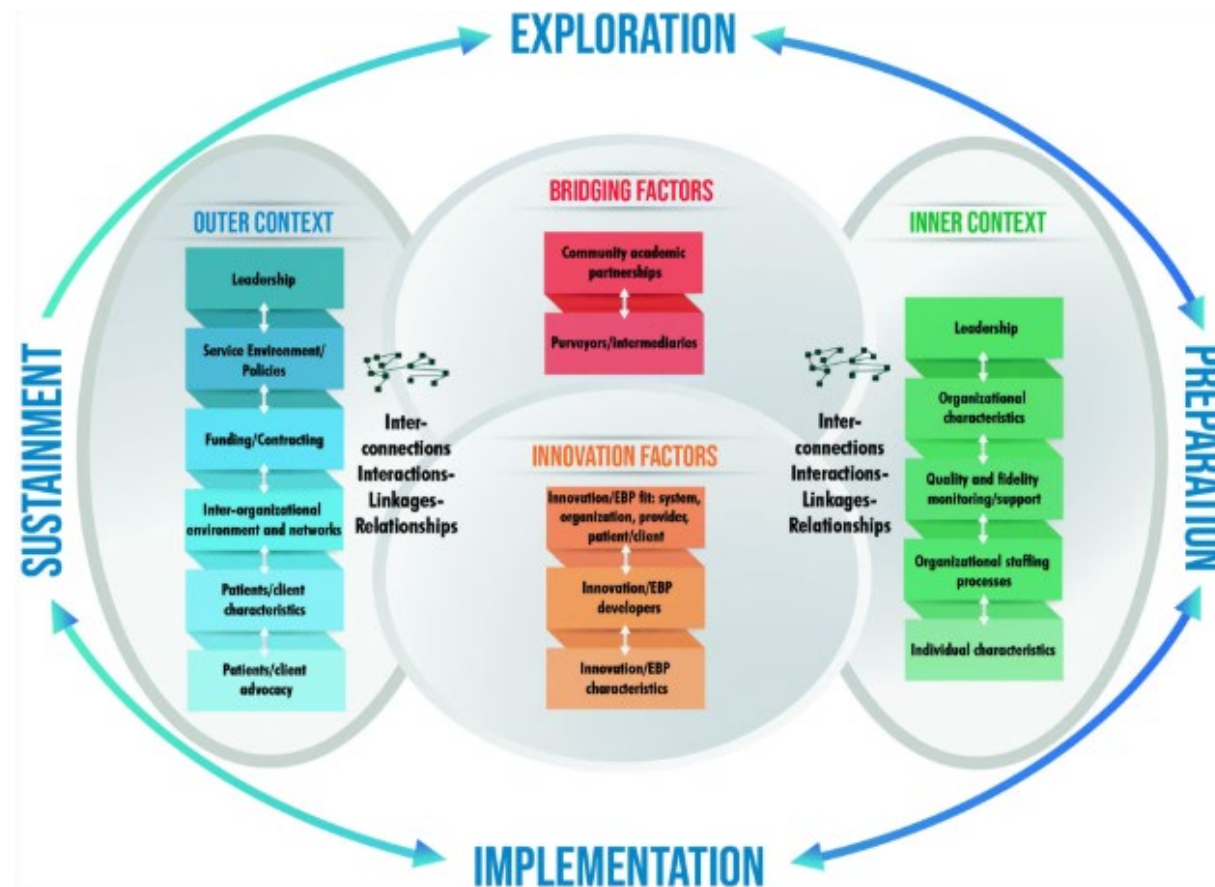 EXPLORATION
SUSTAINMENT
PREPARATION
IMPLEMENTATION
OUTER CONTEXT
Leadership
Service Environment/
Policies
Funding/Contracting
Inter-organizational
environment and networks
Patients/client
characteristics
Patients/client
advocacy
Inter-
connections
Interactions-
Linkages-
Relationships
BRIDGING FACTORS
Community academic
partnerships
Purveyors/Intermediaries
INNOVATION FACTORS
Innovation/EBP fit: system,
organization, provider,
patient/client
Innovation/EBP
developers
Innovation/EBP
characteristics
Inter-
connections
Interactions-
Linkages-
Relationships
INNER CONTEXT
Leadership
Organizational
characteristics
Quality and fidelity
monitoring/support
Organizational staffing
processes
Individual characteristics